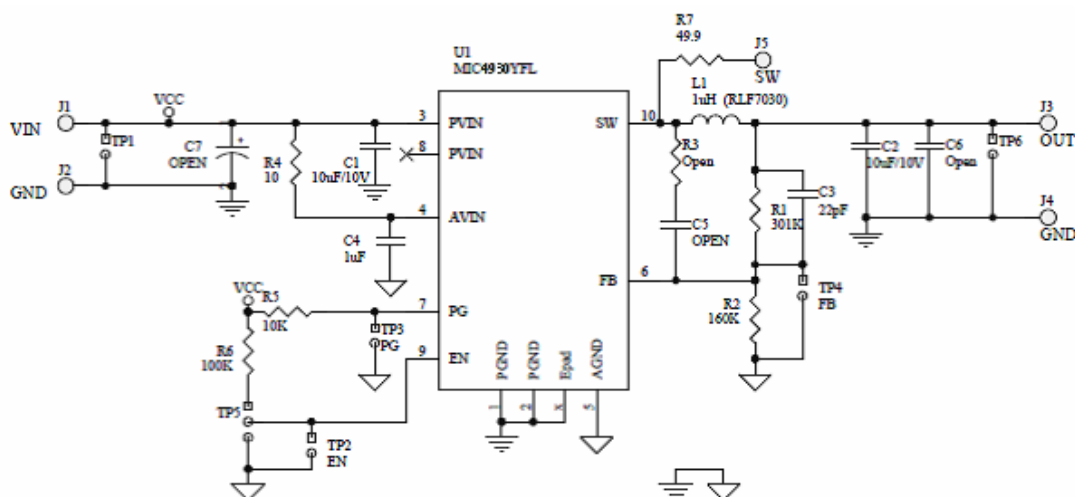 R7
49.9
J5
SW
U1
MIC4930YFL
L1
1uH (RLF7030)
J1
VIN
VCC
TP1
C7
OPEN
+
R4
10
C1
10uF/10V
3
PVIN
8
PVIN
4
AVIN
SW
10
R3
Open
C5
OPEN
R1
301K
C3
22pF
C2
10uF/10V
C6
Open
TP6
J3
OUT
J4
GND
J2
GND
C4
1uF
FB
6
R2
160K
TP4
FB
VCC
R5
10K
R6
100K
TP3
PG
7
PG
9
EN
TP5
TP2
EN
PGND
PGND
Epad
AGND
1
2
X
5